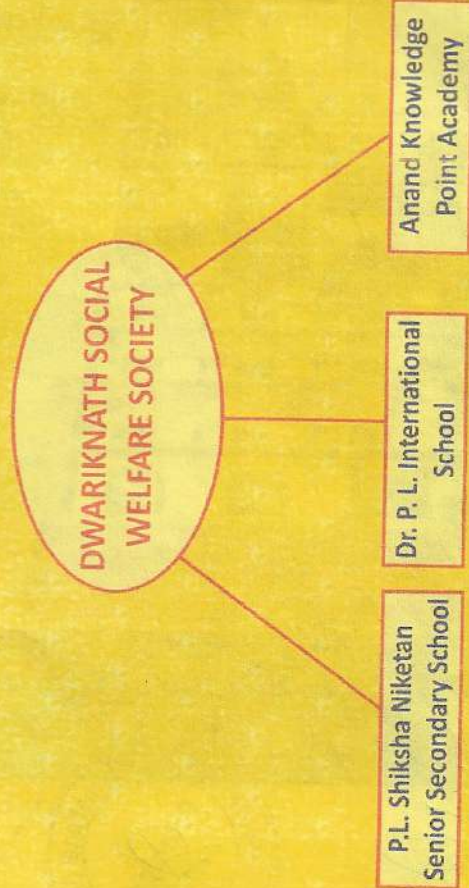 DWARIKNATH SOCIAL
WELFARE SOCIETY
P.L. Shiksha Niketan
Senior Secondary School
Dr. P. L. International
School
Anand Knowledge
Point Academy